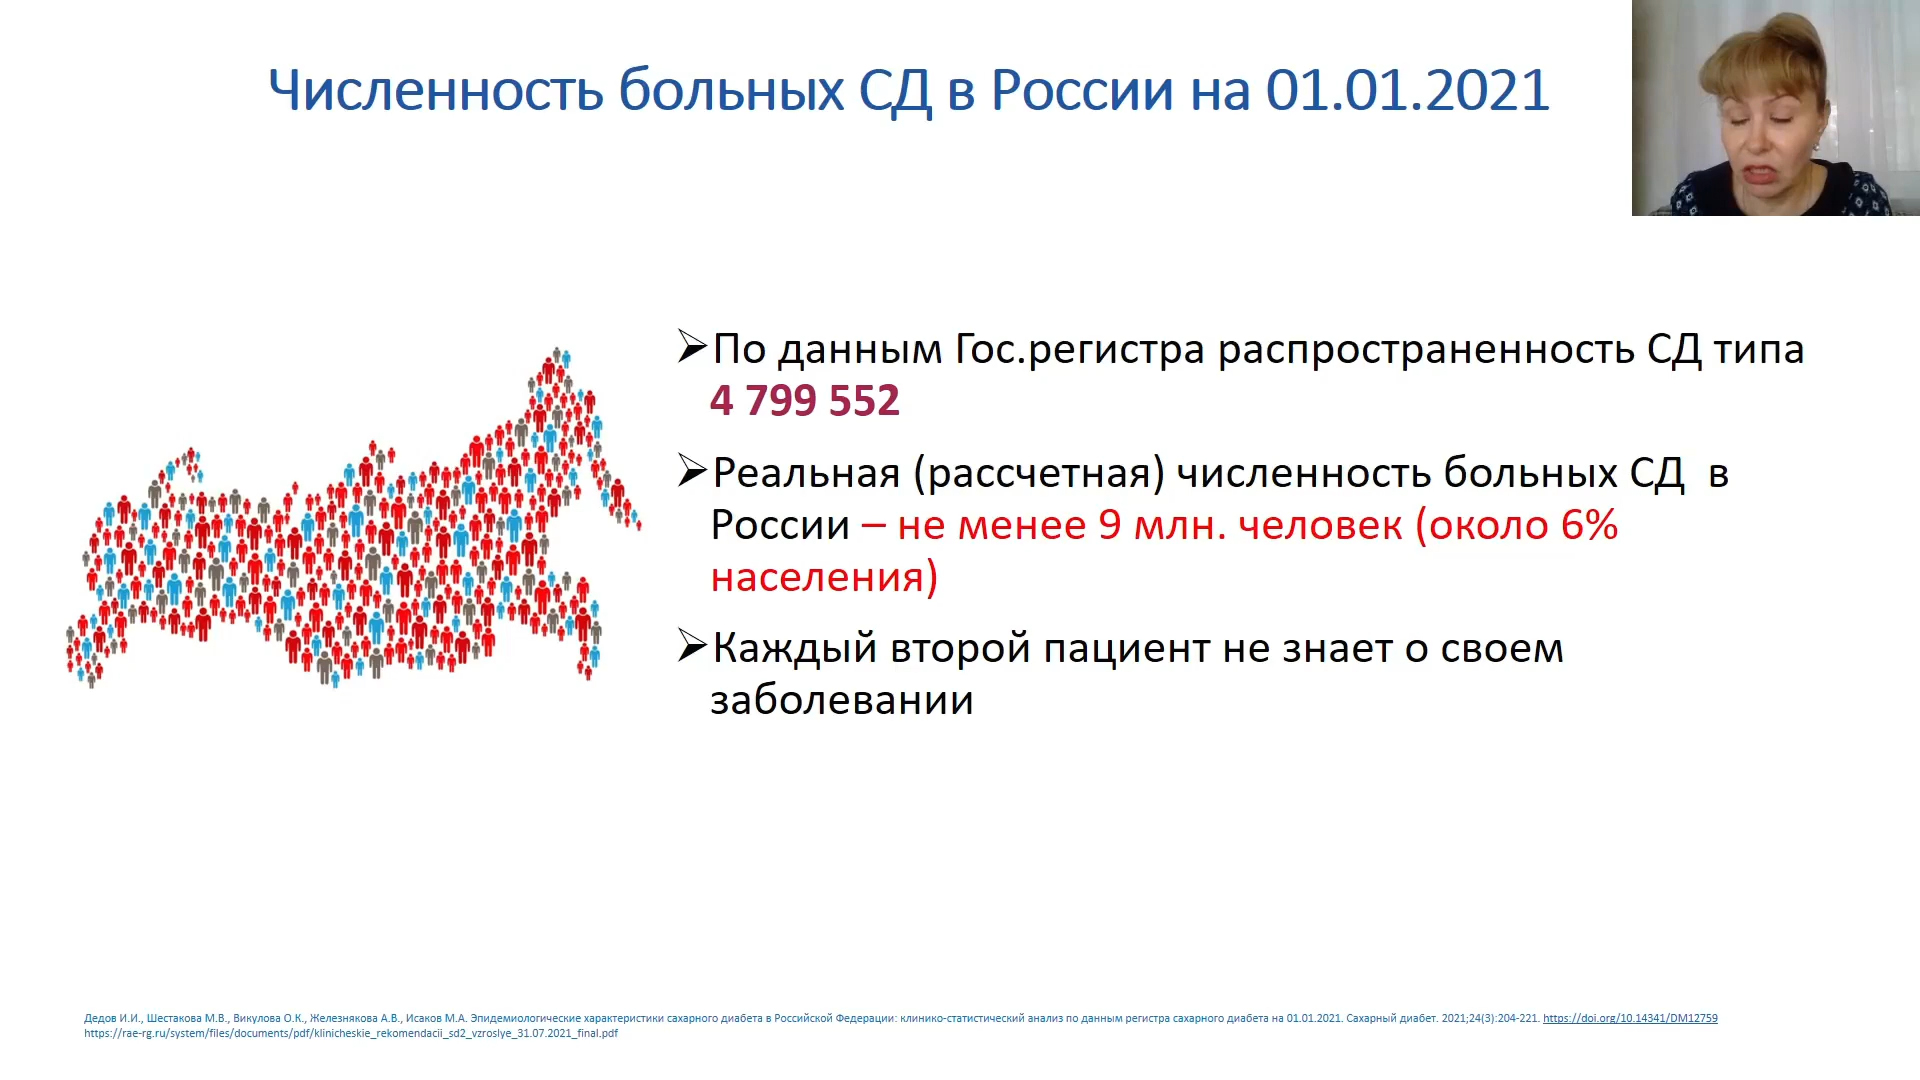 Численность больных СД в России на 01.01.2021
По данным Гос.регистра распространенность СД типа
4 799 552
Реальная (рассчетная) численность больных СД в
России – не менее 9 млн. человек (около 6%
населения)
Каждый второй пациент не знает о своем
заболевании
Дедов И.И., Шестакова М.В., Викулова О.К., Железнякова А.В., Исаков М.А. Эпидемиологические характеристики сахарного диабета в Российской Федерации: клинико-статистический анализ по данным регистра сахарного диабета на 01.01.2021. Сахарный диабет. 2021;24(3):204-221. https://doi.org/10.14341/DM12759
https://rae-rg.ru/system/files/documents/pdf/klinicheskie_rekomendacii_sd2_vzroslye_31.07.2021_final.pdf